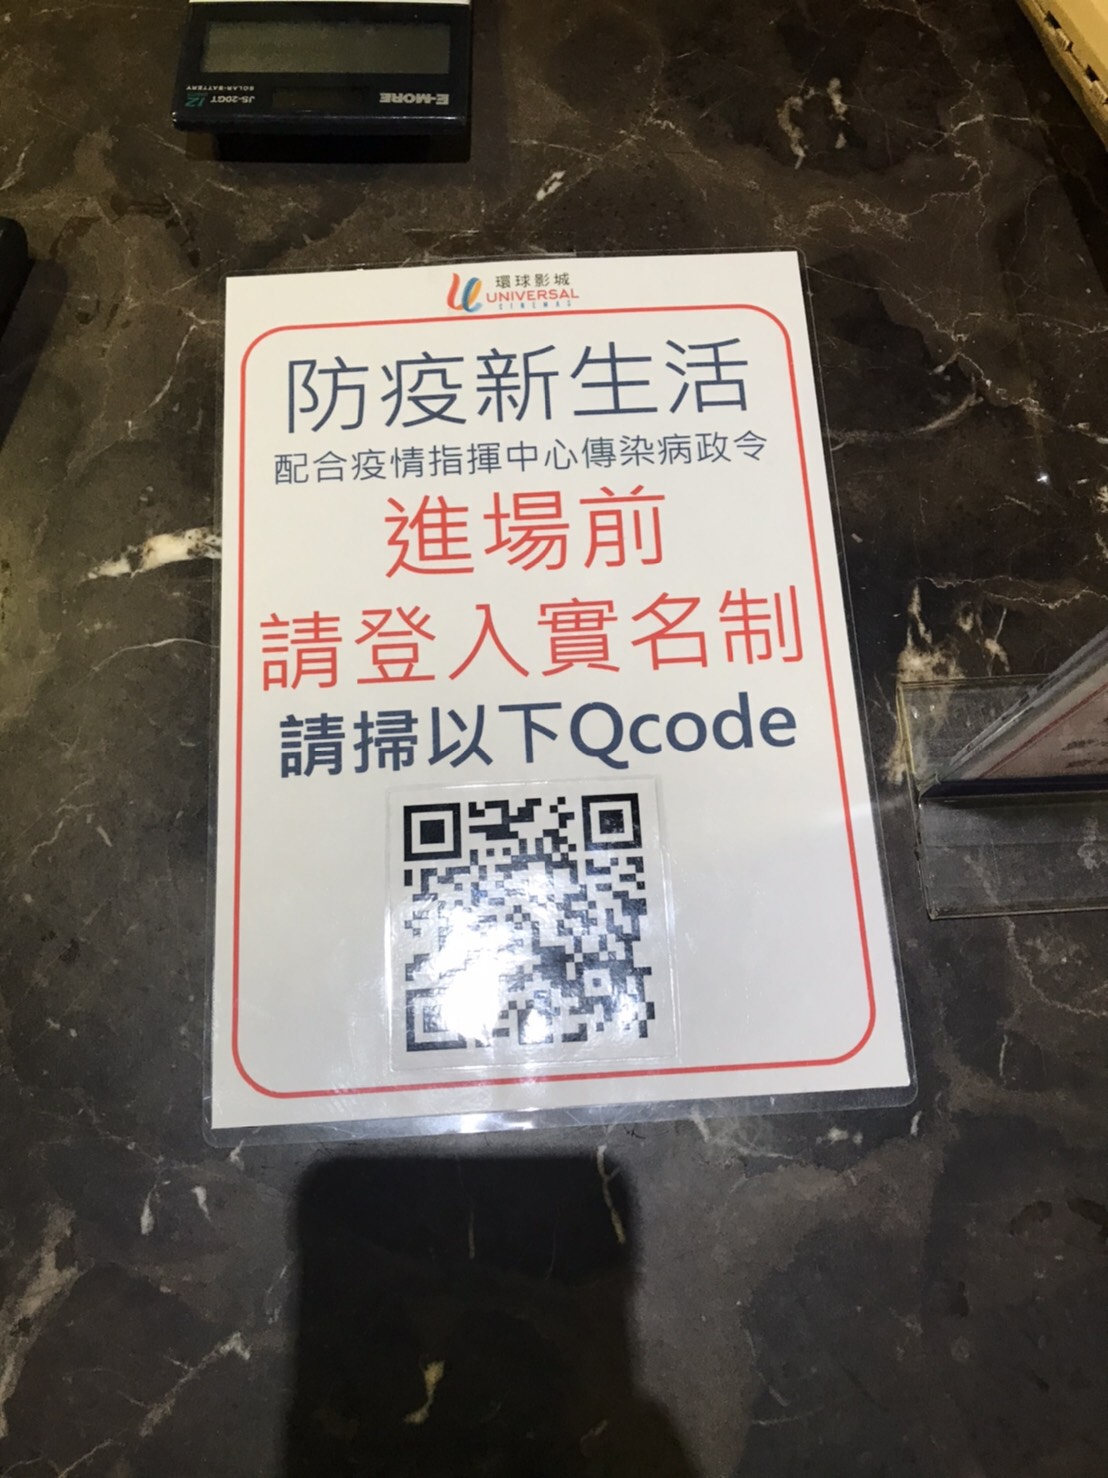 E-MORE
JS-20GT
SOLAR+BATTERY
環球影城
UNIVERSAL
CINEMAS
防疫新生活
配合疫情指揮中心傳染病政令
進場前
請登入實名制
請掃以下Qcode